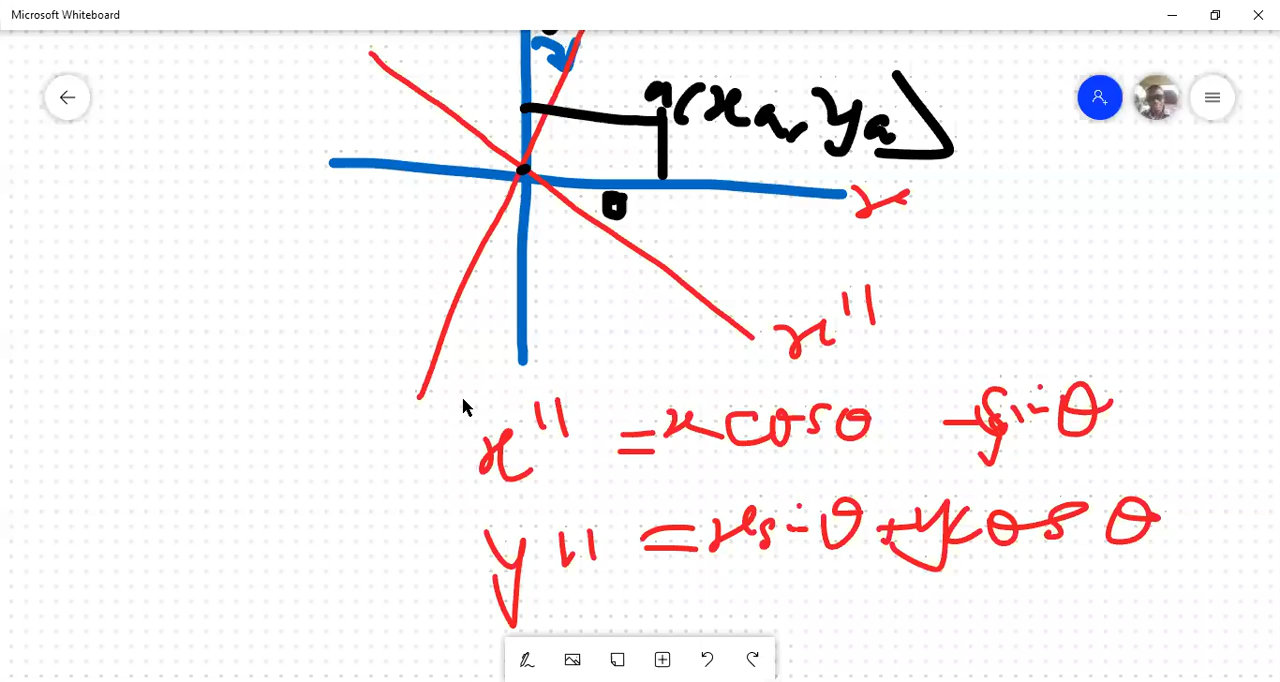 Microsoft Whiteboard
a(xa, ya)
x
x''
x'' = x cos θ - y sin θ
y'' = x sin θ + y cos θ